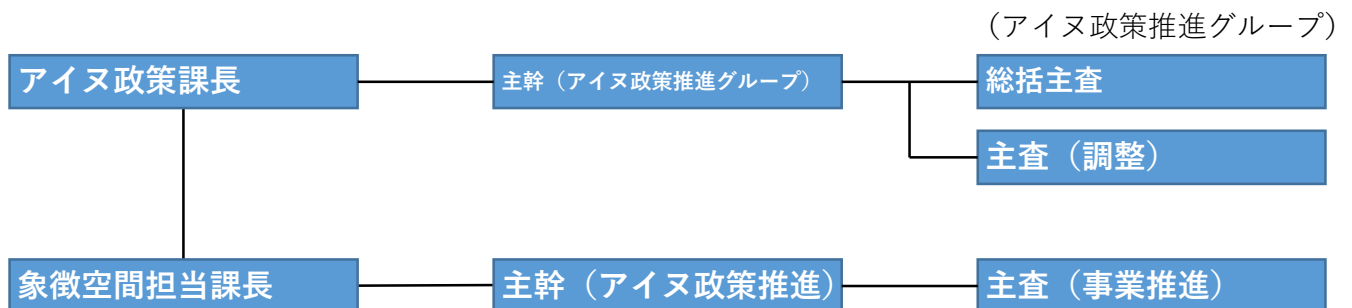 （アイヌ政策推進グループ）
アイヌ政策課長
主幹（アイヌ政策推進グループ）
総括主査
主査（調整）
象徴空間担当課長
主幹（アイヌ政策推進）
主査（事業推進）